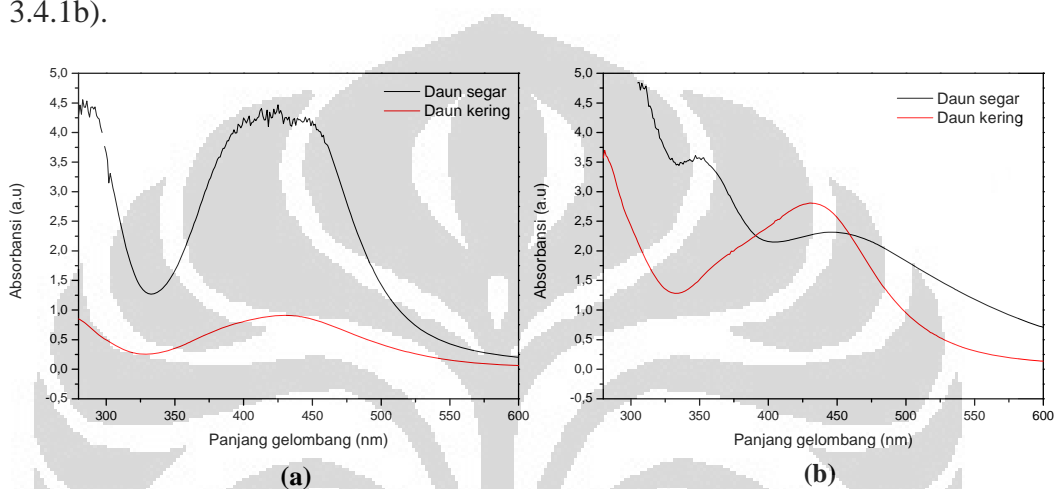 3.4.1b).
5,0
4,5
4,0
3,5
3,0
2,5
2,0
1,5
1,0
0,5
0,0
-0,5
Absorbansi (a.u)
Daun segar
Daun kering
300 350 400 450 500 550 600
Panjang gelombang (nm)
(a)
5,0
4,5
4,0
3,5
3,0
2,5
2,0
1,5
1,0
0,5
0,0
-0,5
Absorbansi (a.u)
Daun segar
Daun kering
300 350 400 450 500 550 600
Panjang gelombang (nm)
(b)